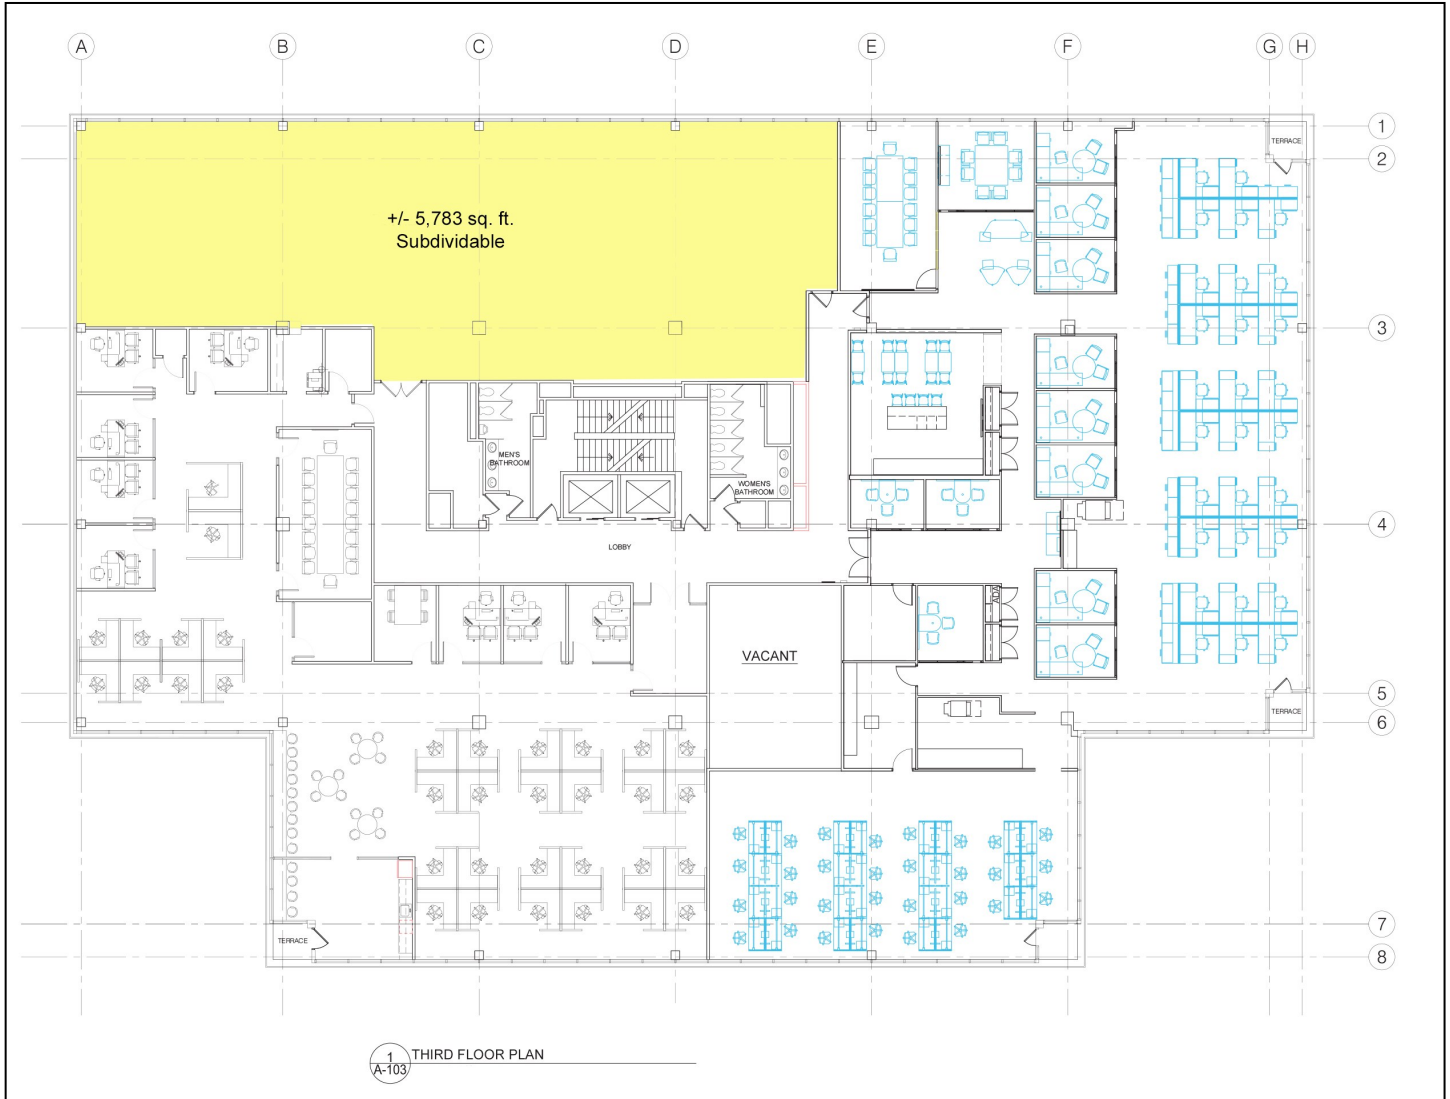 A B C D E F G H
1
TERRACE
2
+/- 5,783 sq. ft.
Subdividable
3
MEN'S
BATHROOM
WOMEN'S
BATHROOM
4
LOBBY
ADA
VACANT
5
TERRACE
6
7
TERRACE
8
1
A-103
THIRD FLOOR PLAN